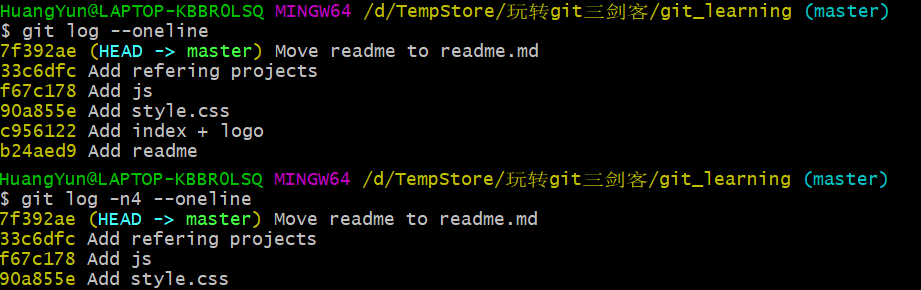 HuangYun@LAPTOP-KBBR0LSQ MINGW64 /d/TempStore/玩转git三剑客/git_learning (master)
$ git log --oneline
7f392ae (HEAD -> master) Move readme to readme.md
33c6dfc Add refering projects
f67c178 Add js
90a855e Add style.css
c956122 Add index + logo
b24aed9 Add readme
HuangYun@LAPTOP-KBBR0LSQ MINGW64 /d/TempStore/玩转git三剑客/git_learning (master)
$ git log -n4 --oneline
7f392ae (HEAD -> master) Move readme to readme.md
33c6dfc Add refering projects
f67c178 Add js
90a855e Add style.css